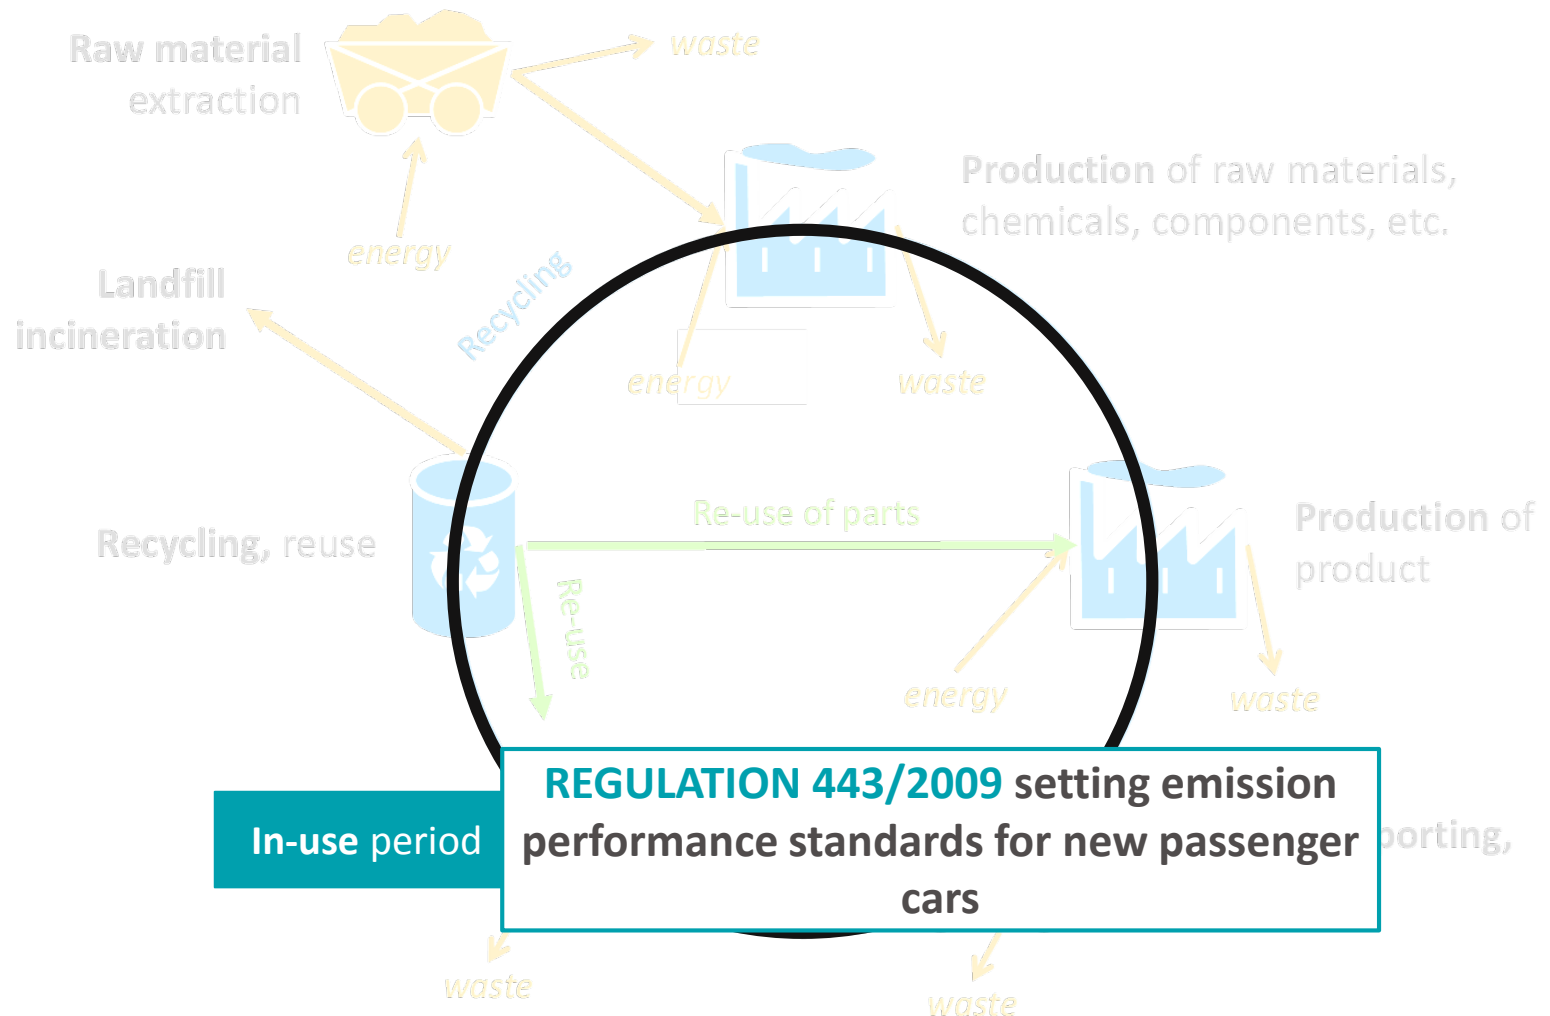 Raw material
extraction
waste
energy
Production of raw materials,
chemicals, components, etc.
Landfill
incineration
Recycling
energy
waste
Re-use of parts
Recycling, reuse
Production of
product
Re-use
energy
waste
REGULATION 443/2009 setting emission
performance standards for new passenger
cars
In-use period
waste
waste